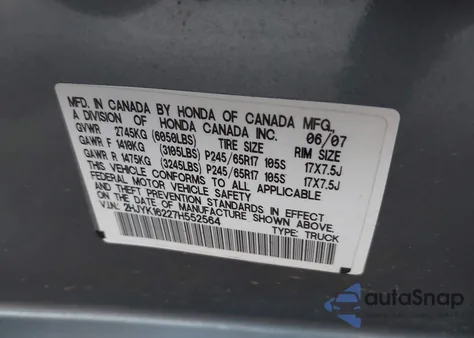 MFD. IN CANADA BY HONDA OF CANADA MFG.,
A DIVISION OF HONDA CANADA INC. 06/07
GVWR 2745KG (6050LBS) TIRE SIZE RIM SIZE
GAWR F 1410KG (3105LBS) P245/65R17 105S 17X7.5J
GAWR R 1475KG (3245LBS) P245/65R17 105S 17X7.5J
THIS VEHICLE CONFORMS TO ALL APPLICABLE
FEDERAL MOTOR VEHICLE SAFETY
AND THEFT PREVENTION STANDARDS IN EFFECT
ON THE DATE OF MANUFACTURE SHOWN ABOVE.
V.I.N.: 2HJYK16227H552564 TYPE: TRUCK
autoSnap